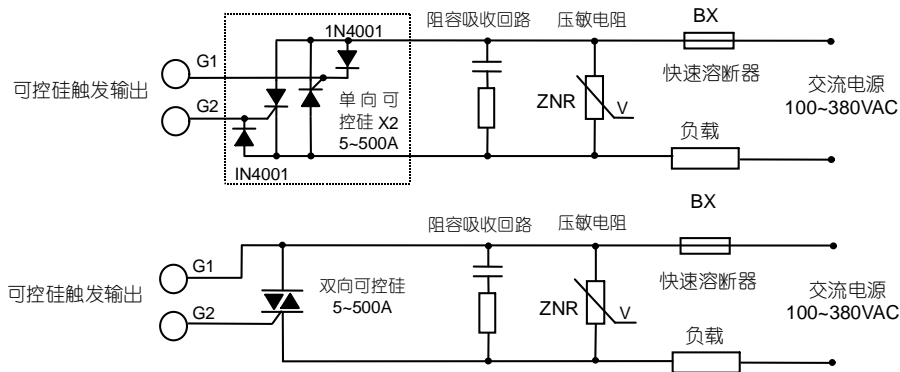 阻容吸收回路
压敏电阻
BX
1N4001
G1
可控硅触发输出
G2
单向可
控硅 X2
5~500A
ZNR
V
快速溶断器
交流电源
100~380VAC
负载
IN4001
BX
阻容吸收回路
压敏电阻
G1
可控硅触发输出
G2
双向可控硅
5~500A
ZNR
V
快速溶断器
交流电源
100~380VAC
负载